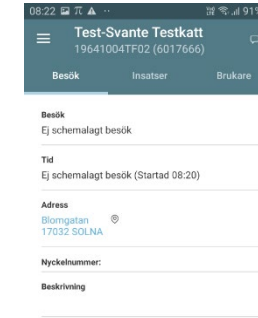 08:22
91%
Test-Svante Testkatt
19641004TF02 (6017666)
Besök Insatser Brukare
Besök
Ej schemalagt besök
Tid
Ej schemalagt besök (Startad 08:20)
Adress
Blomgatan
17032 SOLNA
Nyckelnummer:
Beskrivning